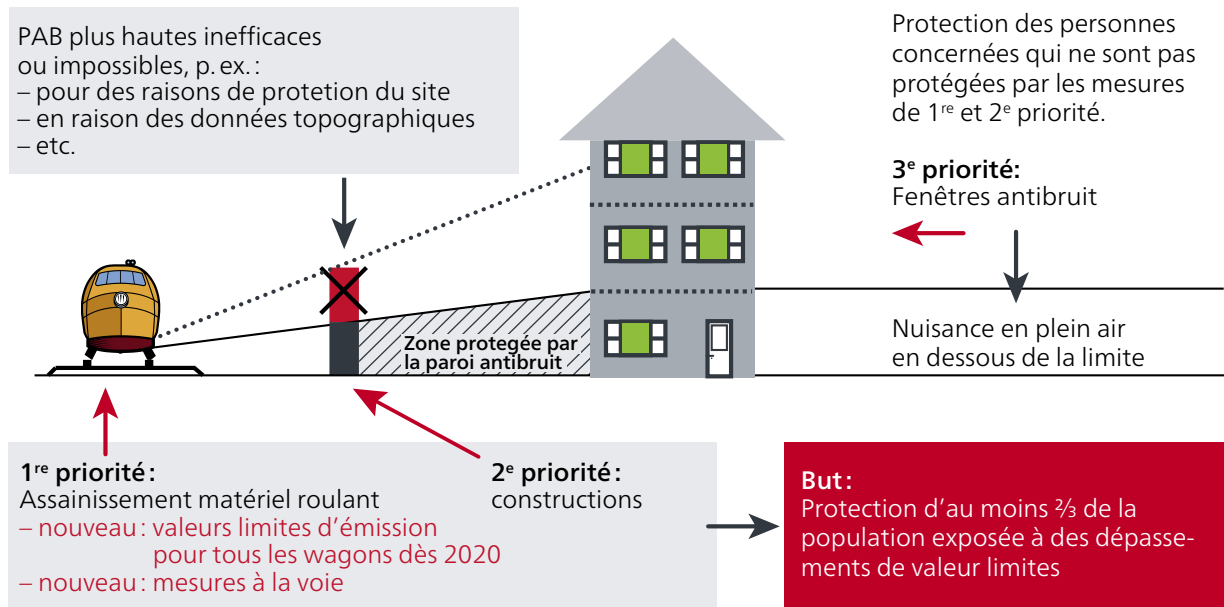 PAB plus hautes inefficaces
ou impossibles, p. ex. :
– pour des raisons de protetion du site
– en raison des données topographiques
– etc.
Protection des personnes
concernées qui ne sont pas
protégées par les mesures
de 1re et 2e priorité.
3e priorité:
Fenêtres antibruit
Zone protegée par
la paroi antibruit
Nuisance en plein air
en dessous de la limite
1re priorité :
Assainissement matériel roulant
– nouveau : valeurs limites d’émission
pour tous les wagons dès 2020
– nouveau : mesures à la voie
2e priorité :
constructions
But :
Protection d’au moins ⅔ de la
population exposée à des dépasse-
ments de valeur limites